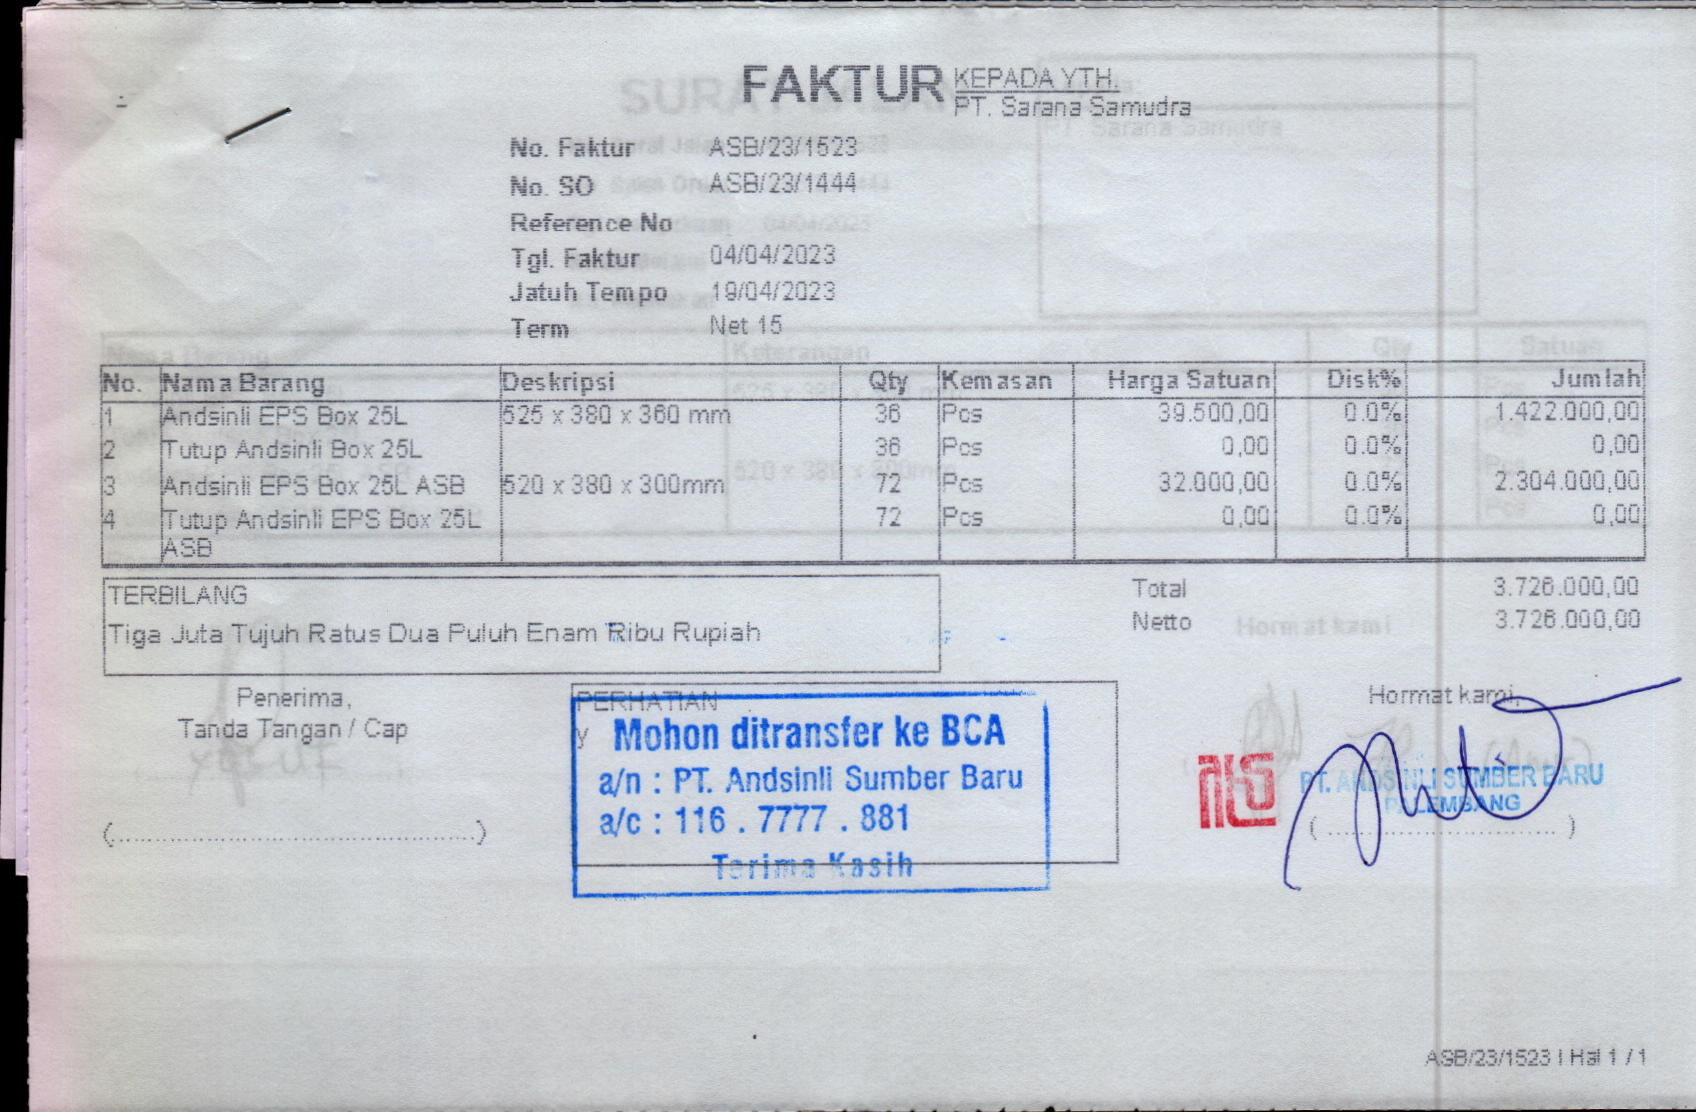 FAKTUR
KEPADA YTH.
PT. Sarana Samudra
No. Faktur ASB/23/1523
No. SO ASB/23/1444
Reference No
Tgl. Faktur 04/04/2023
Jatuh Tempo 19/04/2023
Term Net 15
No. Nama Barang Deskripsi Qty Kemasan Harga Satuan Disk% Jumlah
1 Andsinli EPS Box 25L 525 x 380 x 360 mm 36 Pcs 39.500,00 0.0% 1.422.000,00
2 Tutup Andsinli Box 25L 36 Pcs 0,00 0.0% 0,00
3 Andsinli EPS Box 25L ASB 520 x 380 x 300mm 72 Pcs 32.000,00 0.0% 2.304.000,00
4 Tutup Andsinli EPS Box 25L 72 Pcs 0,00 0.0% 0,00
ASB
TERBILANG
Tiga Juta Tujuh Ratus Dua Puluh Enam Ribu Rupiah
Total 3.726.000,00
Netto 3.726.000,00
Penerima,
Tanda Tangan / Cap
(................................................)
PERHATIAN
y
Mohon ditransfer ke BCA
a/n : PT. Andsinli Sumber Baru
a/c : 116 . 7777 . 881
Terima Kasih
Hormat kami,
PT. ANDSINLI SUMBER BARU
PALEMBANG
(................................)
ASB/23/1523 | Hal 1 / 1